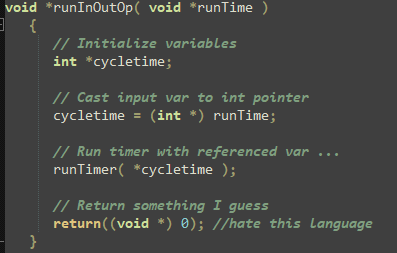 void *runInOutOp( void *runTime )
{
// Initialize variables
int *cycletime;
// Cast input var to int pointer
cycletime = (int *) runTime;
// Run timer with referenced var ...
runTimer( *cycletime );
// Return something I guess
return((void *) 0); //hate this language
}